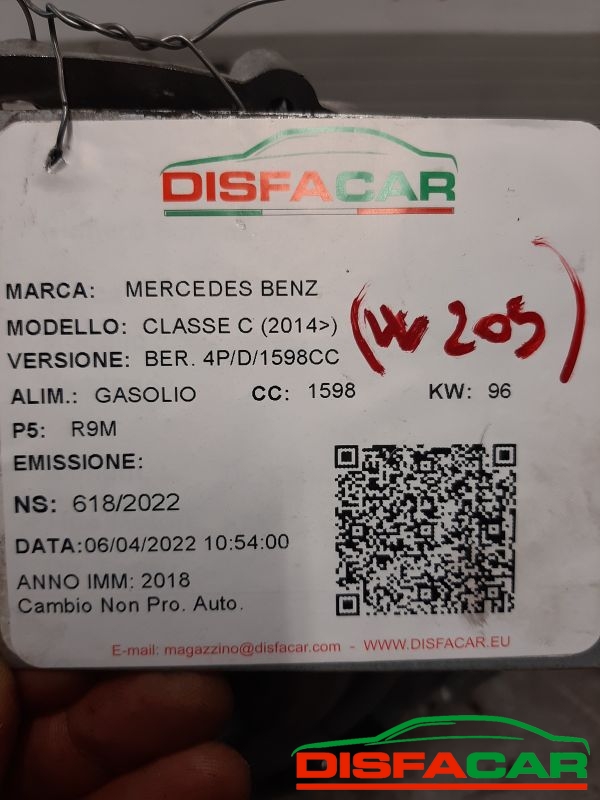 DISFACAR
MARCA: MERCEDES BENZ
MODELLO: CLASSE C (2014>)
(W 205)
VERSIONE: BER. 4P/D/1598CC
ALIM.: GASOLIO CC: 1598 KW: 96
P5: R9M
EMISSIONE:
NS: 618/2022
DATA:06/04/2022 10:54:00
ANNO IMM: 2018
Cambio Non Pro. Auto.
E-mail: magazzino@disfacar.com - WWW.DISFACAR.EU
DISFACAR